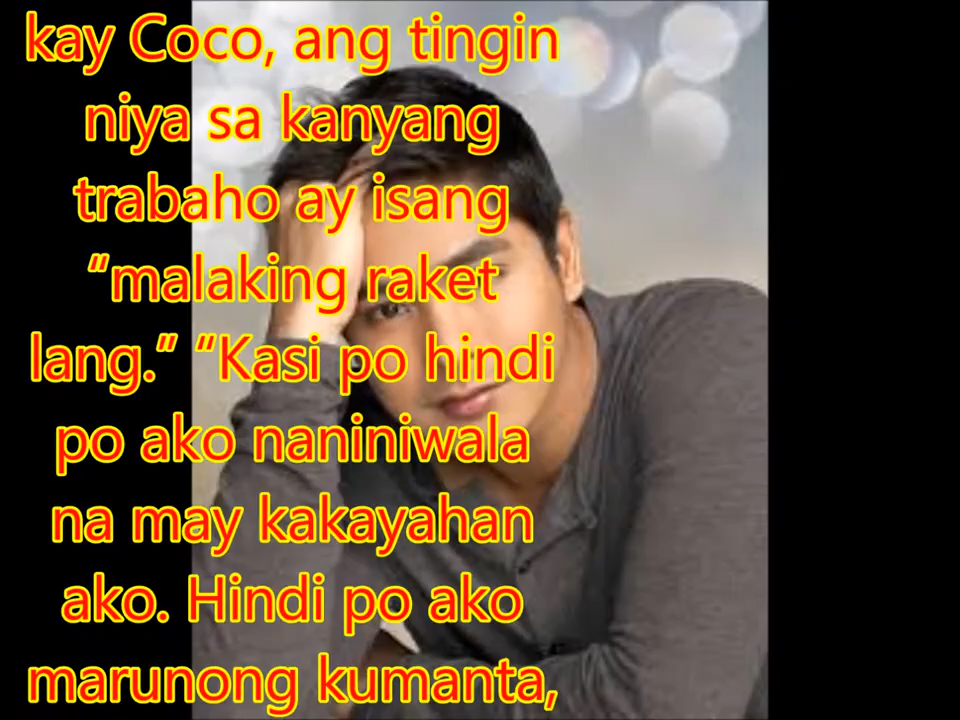 kay Coco, ang tingin
niya sa kanyang
trabaho ay isang
“malaking raket
lang.” “Kasi po hindi
po ako naniniwala
na may kakayahan
ako. Hindi po ako
marunong kumanta,